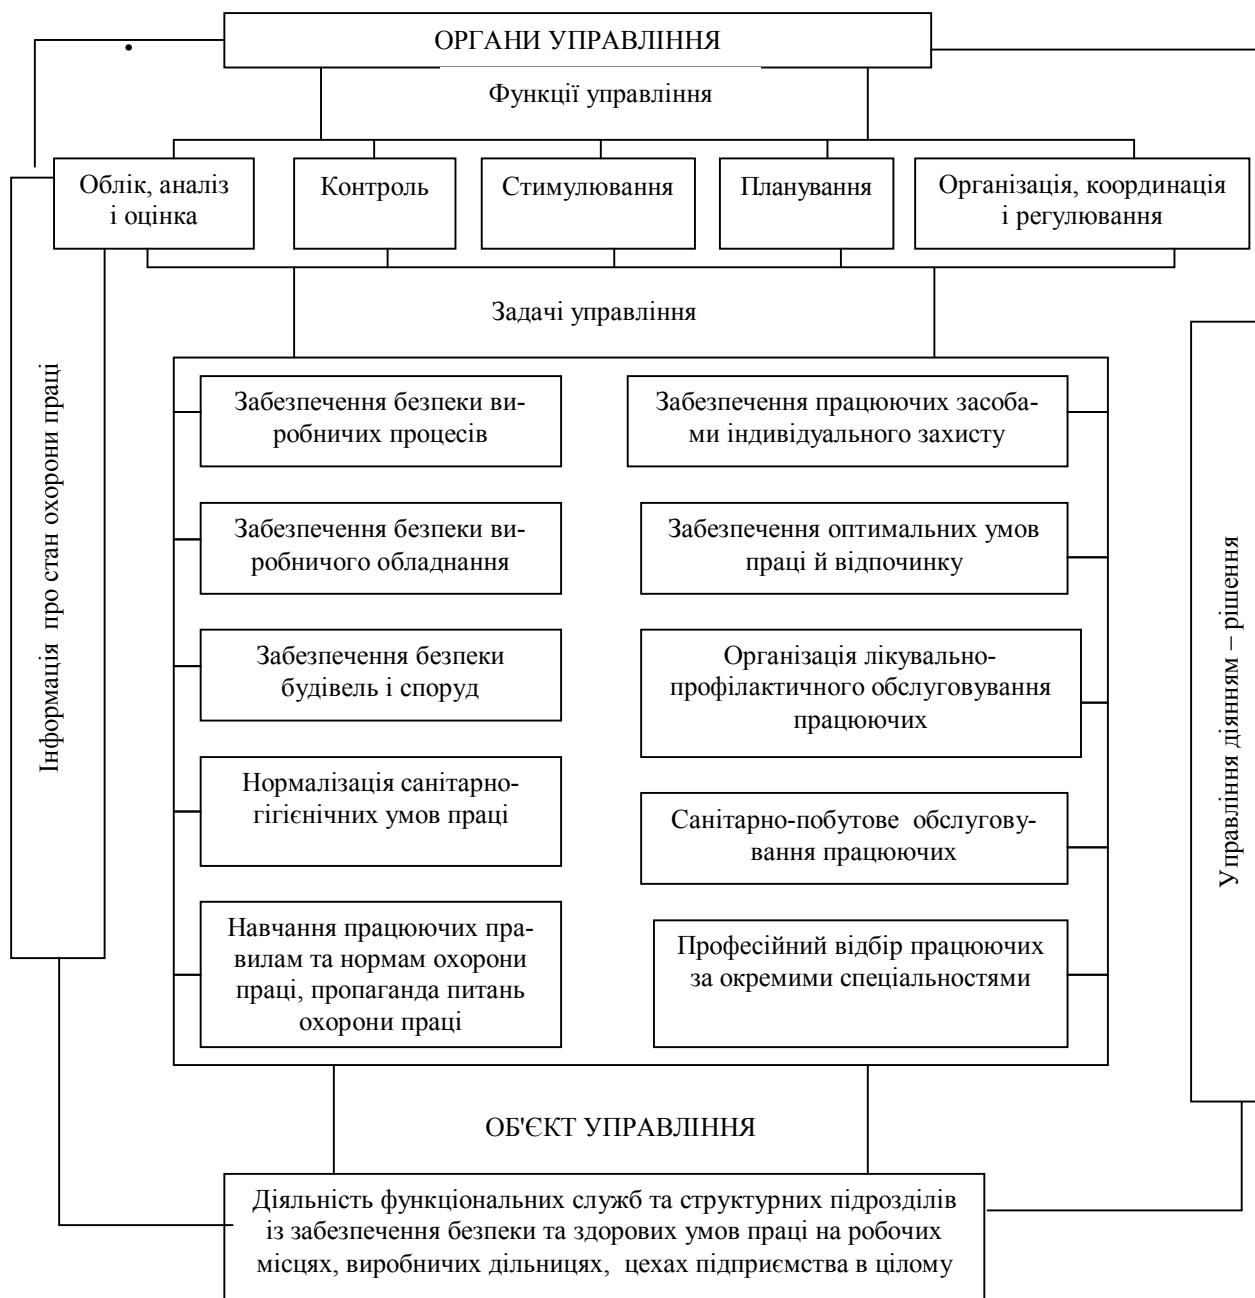 ОРГАНИ УПРАВЛІННЯ
Функції управління
Облік, аналіз
і оцінка
Контроль
Стимулювання
Планування
Організація, координація
і регулювання
Задачі управління
Інформація про стан охорони праці
Забезпечення безпеки ви-
робничих процесів
Забезпечення безпеки ви-
робничого обладнання
Забезпечення безпеки
будівель і споруд
Нормалізація санітарно-
гігієнічних умов праці
Навчання працюючих пра-
вилам та нормам охорони
праці, пропаганда питань
охорони праці
Забезпечення працюючих засоба-
ми індивідуального захисту
Забезпечення оптимальних умов
праці й відпочинку
Організація лікувально-
профілактичного обслуговування
працюючих
Санітарно-побутове обслугову-
вання працюючих
Професійний відбір працюючих
за окремими спеціальностями
Управління діянням – рішення
ОБ'ЄКТ УПРАВЛІННЯ
Діяльність функціональних служб та структурних підрозділів
із забезпечення безпеки та здорових умов праці на робочих
місцях, виробничих дільницях, цехах підприємства в цілому